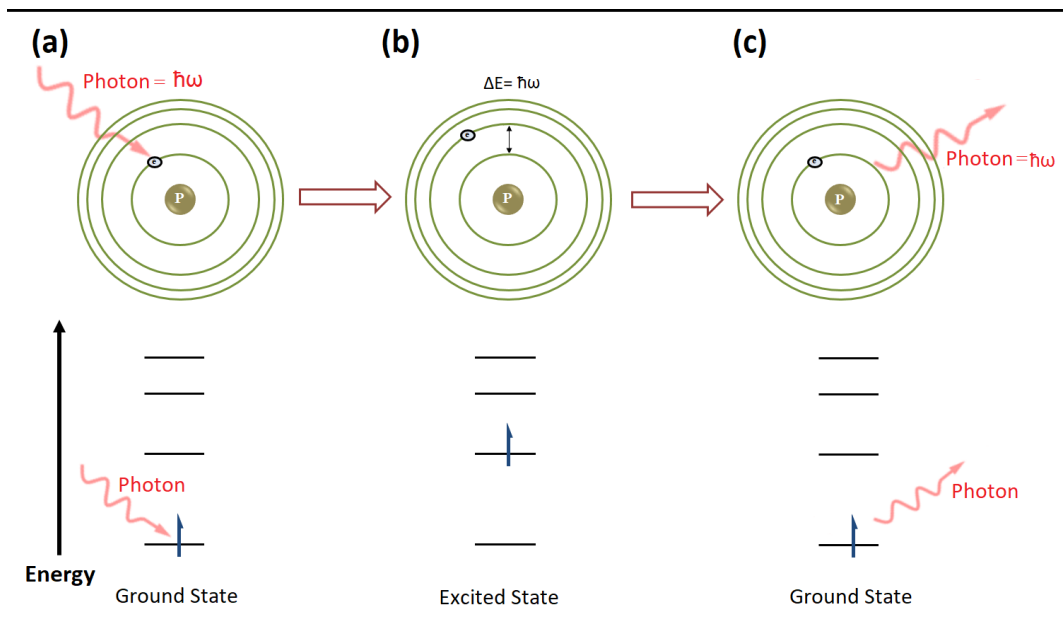 (a)
(b)
(c)
Photon = ħω
ΔE= ħω
Photon=ħω
e
e
e
P
P
P
Photon
Photon
Energy
Ground State
Excited State
Ground State